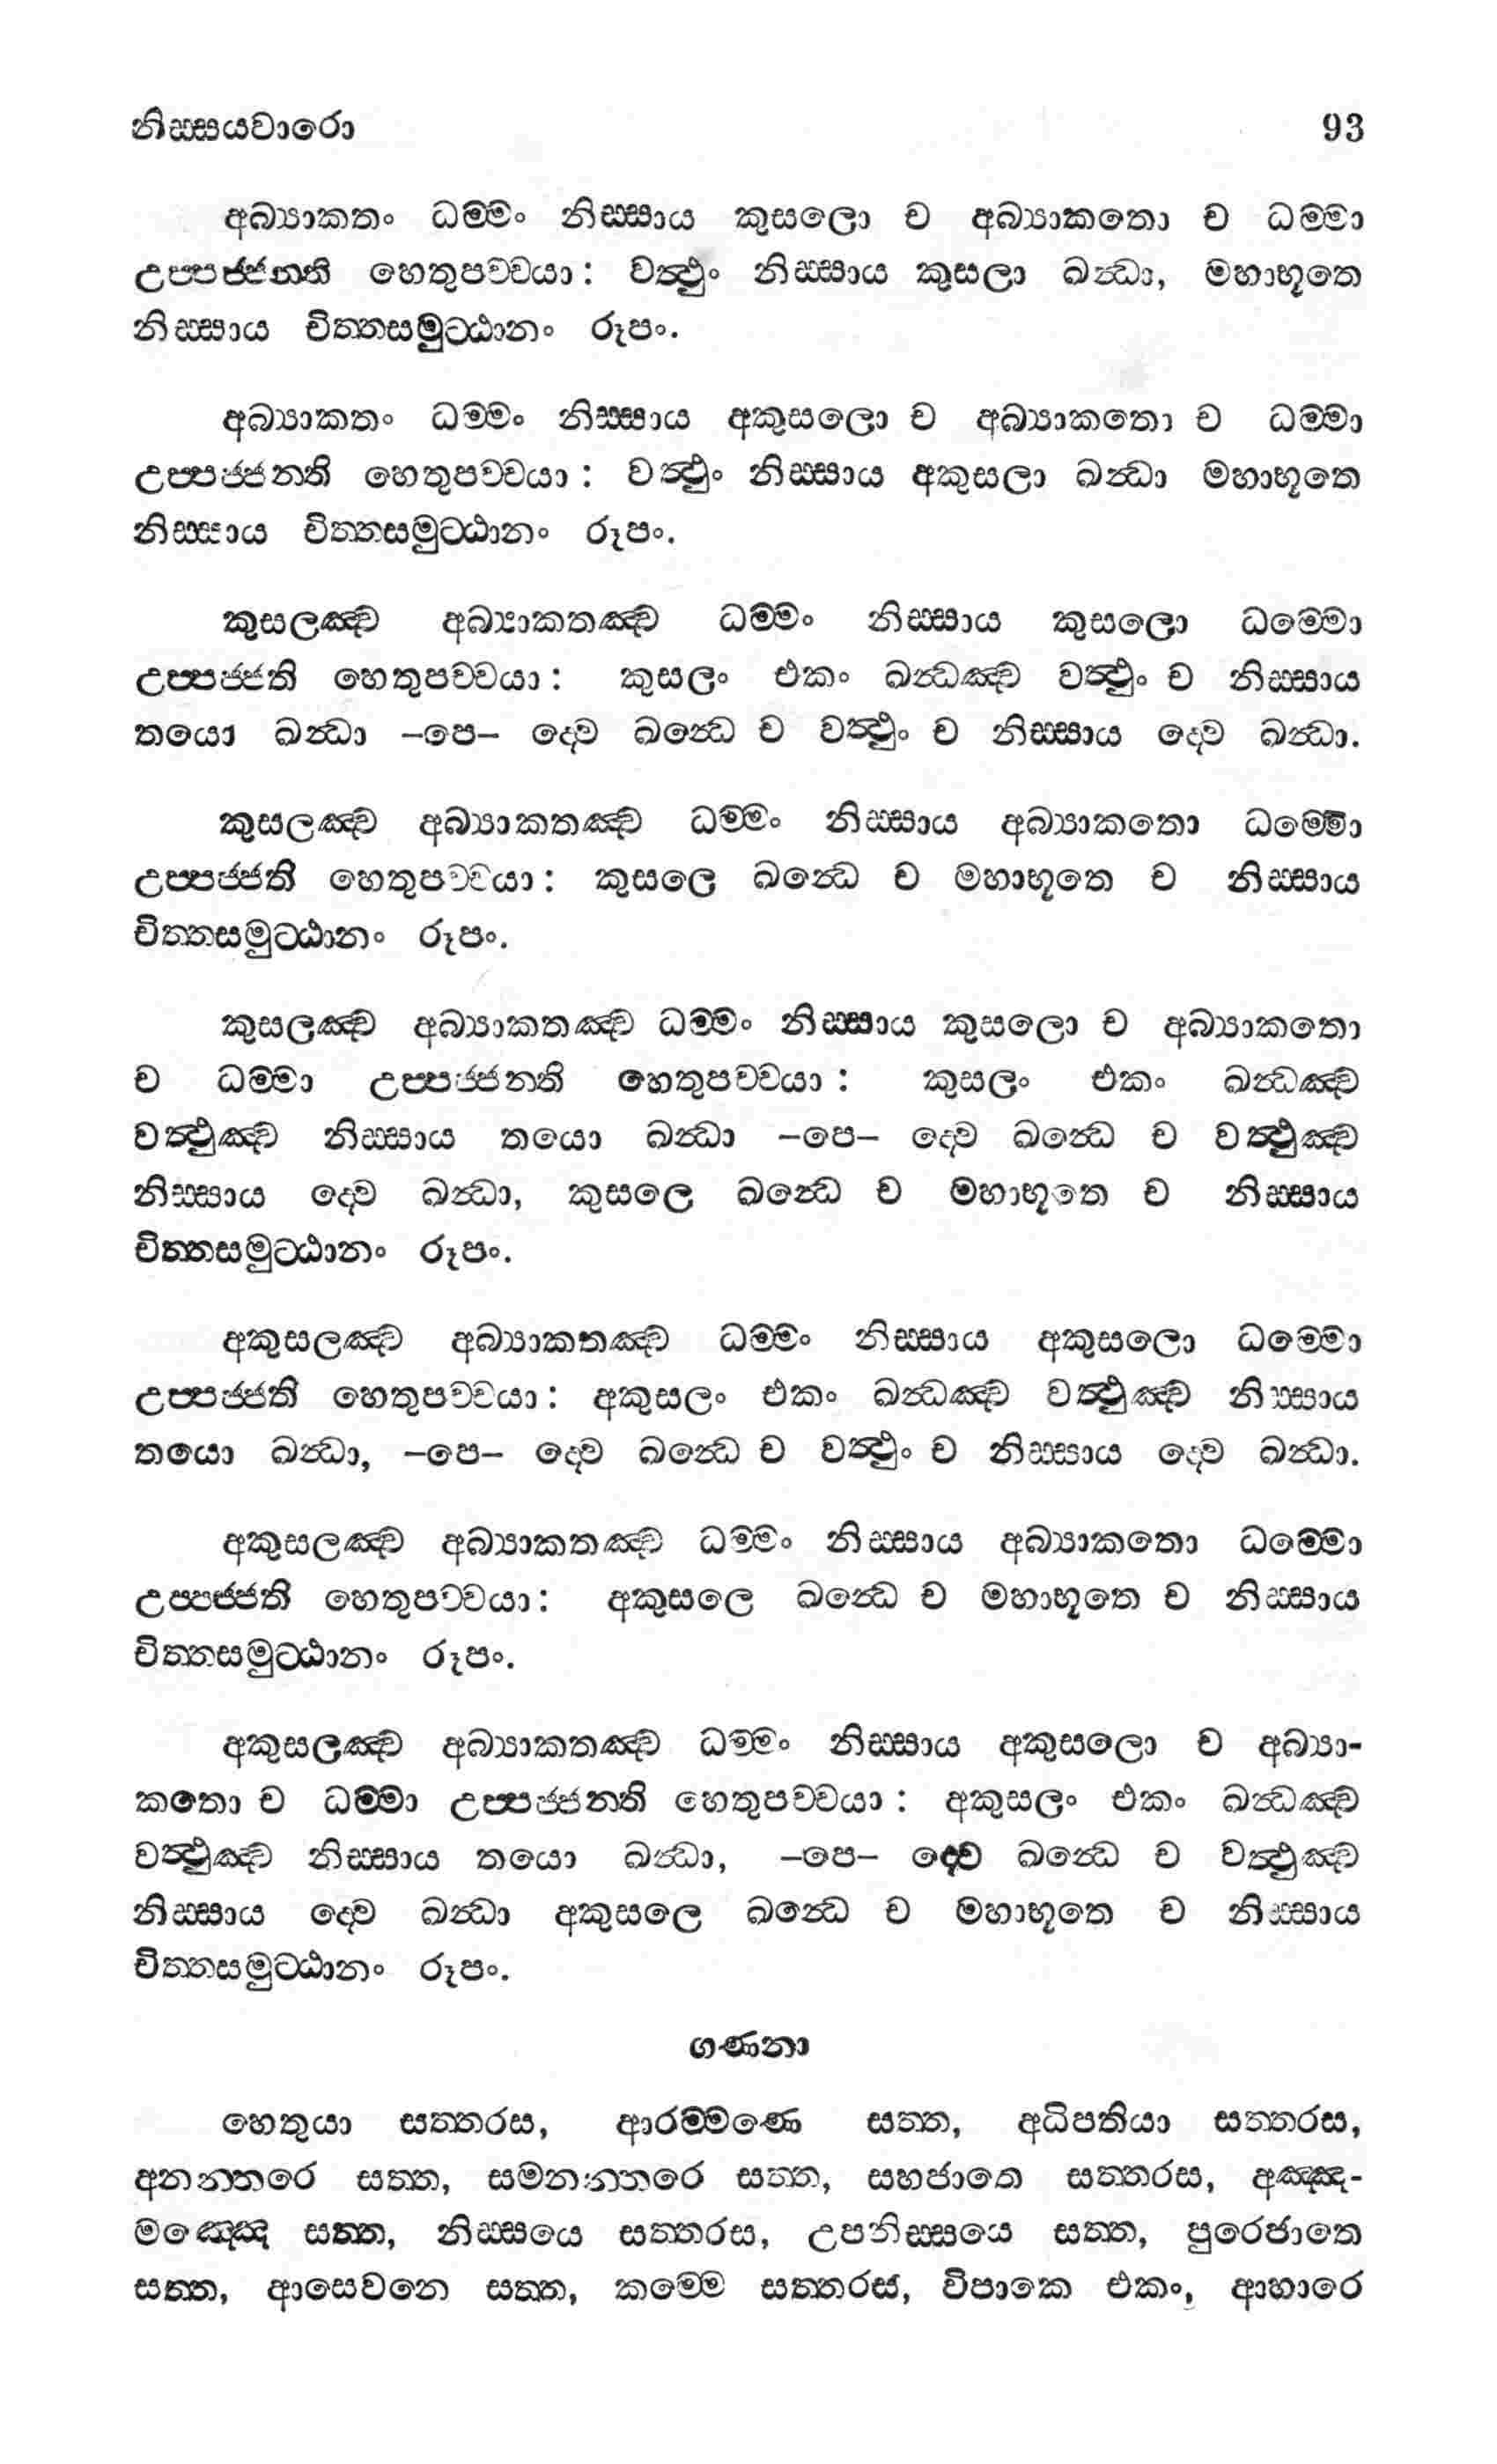 නිස්සයවාරො 93
අබ්‍යාකතං ධම්මං නිස්සාය කුසලො ච අබ්‍යාකතො ච ධම්මා
උප්පජ්ජන්ති හෙතුපච්චයා: වත්‍ථුං නිස්සාය කුසලා ඛන්‍ධා, මහාභූතෙ
නිස්සාය චිත්තසමුට්ඨානං රූපං.
අබ්‍යාකතං ධම්මං නිස්සාය අකුසලො ච අබ්‍යාකතො ච ධම්මා
උප්පජ්ජන්ති හෙතුපච්චයා: වත්‍ථුං නිස්සාය අකුසලා ඛන්‍ධා මහාභූතෙ
නිස්සාය චිත්තසමුට්ඨානං රූපං.
කුසලඤ්ච අබ්‍යාකතඤ්ච ධම්මං නිස්සාය කුසලො ධම්මො
උප්පජ්ජති හෙතුපච්චයා: කුසලං එකං ඛන්‍ධඤ්ච වත්‍ථුං ච නිස්සාය
තයො ඛන්‍ධා –පෙ– ද්‍වෙ ඛන්‍ධෙ ච වත්‍ථුං ච නිස්සාය ද්‍වෙ ඛන්‍ධා.
කුසලඤ්ච අබ්‍යාකතඤ්ච ධම්මං නිස්සාය අබ්‍යාකතො ධම්මො
උප්පජ්ජති හෙතුපච්චයා: කුසලෙ ඛන්‍ධෙ ච මහාභූතෙ ච නිස්සාය
චිත්තසමුට්ඨානං රූපං.
කුසලඤ්ච අබ්‍යාකතඤ්ච ධම්මං නිස්සාය කුසලො ච අබ්‍යාකතො
ච ධම්මා උප්පජ්ජන්ති හෙතුපච්චයා: කුසලං එකං ඛන්‍ධඤ්ච
වත්‍ථුඤ්ච නිස්සාය තයො ඛන්‍ධා –පෙ– ද්‍වෙ ඛන්‍ධෙ ච වත්‍ථුඤ්ච
නිස්සාය ද්‍වෙ ඛන්‍ධා, කුසලෙ ඛන්‍ධෙ ච මහාභූතෙ ච නිස්සාය
චිත්තසමුට්ඨානං රූපං.
අකුසලඤ්ච අබ්‍යාකතඤ්ච ධම්මං නිස්සාය අකුසලො ධම්මො
උප්පජ්ජති හෙතුපච්චයා: අකුසලං එකං ඛන්‍ධඤ්ච වත්‍ථුඤ්ච නිස්සාය
තයො ඛන්‍ධා, –පෙ– ද්‍වෙ ඛන්‍ධෙ ච වත්‍ථුං ච නිස්සාය ද්‍වෙ ඛන්‍ධා.
අකුසලඤ්ච අබ්‍යාකතඤ්ච ධම්මං නිස්සාය අබ්‍යාකතො ධම්මො
උප්පජ්ජති හෙතුපච්චයා: අකුසලෙ ඛන්‍ධෙ ච මහාභූතෙ ච නිස්සාය
චිත්තසමුට්ඨානං රූපං.
අකුසලඤ්ච අබ්‍යාකතඤ්ච ධම්මං නිස්සාය අකුසලො ච අබ්‍යා-
කතො ච ධම්මා උප්පජ්ජන්ති හෙතුපච්චයා: අකුසලං එකං ඛන්‍ධඤ්ච
වත්‍ථුඤ්ච නිස්සාය තයො ඛන්‍ධා, –පෙ– ද්‍වෙ ඛන්‍ධෙ ච වත්‍ථුඤ්ච
නිස්සාය ද්‍වෙ ඛන්‍ධා අකුසලෙ ඛන්‍ධෙ ච මහාභූතෙ ච නිස්සාය
චිත්තසමුට්ඨානං රූපං.
ගණනා
හෙතුයා සත්තරස, ආරම්මණෙ සත්ත, අධිපතියා සත්තරස,
අනන්තරෙ සත්ත, සමනන්තරෙ සත්ත, සහජාතෙ සත්තරස, අඤ්ඤ-
මඤ්ඤෙ සත්ත, නිස්සයෙ සත්තරස, උපනිස්සයෙ සත්ත, පුරෙජාතෙ
සත්ත, ආසෙවනෙ සත්ත, කම්මෙ සත්තරස, විපාකෙ එකං, ආහාරෙ